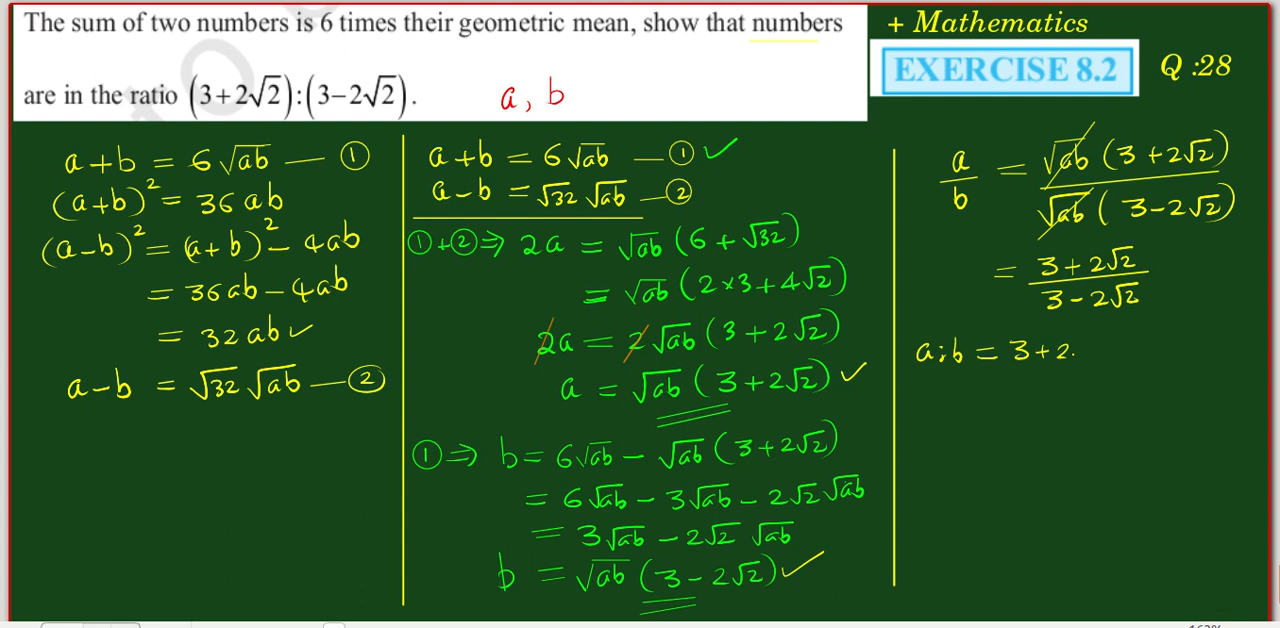 The sum of two numbers is 6 times their geometric mean, show that numbers
are in the ratio (3+2√2):(3−2√2).
a, b
+ Mathematics
EXERCISE 8.2
Q :28
a+b = 6√ab — ①
(a+b)² = 36 ab
(a−b)² = (a+b)² − 4ab
= 36ab − 4ab
= 32ab ✓
a−b = √32 √ab — ②
a+b = 6√ab — ① ✓
a−b = √32 √ab — ②
①+② ⇒ 2a = √ab (6+√32)
= √ab (2×3+4√2)
2a = 2√ab (3+2√2)
a = √ab (3+2√2) ✓
① ⇒ b = 6√ab − √ab (3+2√2)
= 6√ab − 3√ab − 2√2 √ab
= 3√ab − 2√2 √ab
b = √ab (3−2√2) ✓
a/b = √ab (3+2√2) / √ab (3−2√2)
= 3+2√2 / 3−2√2
a:b = 3+2